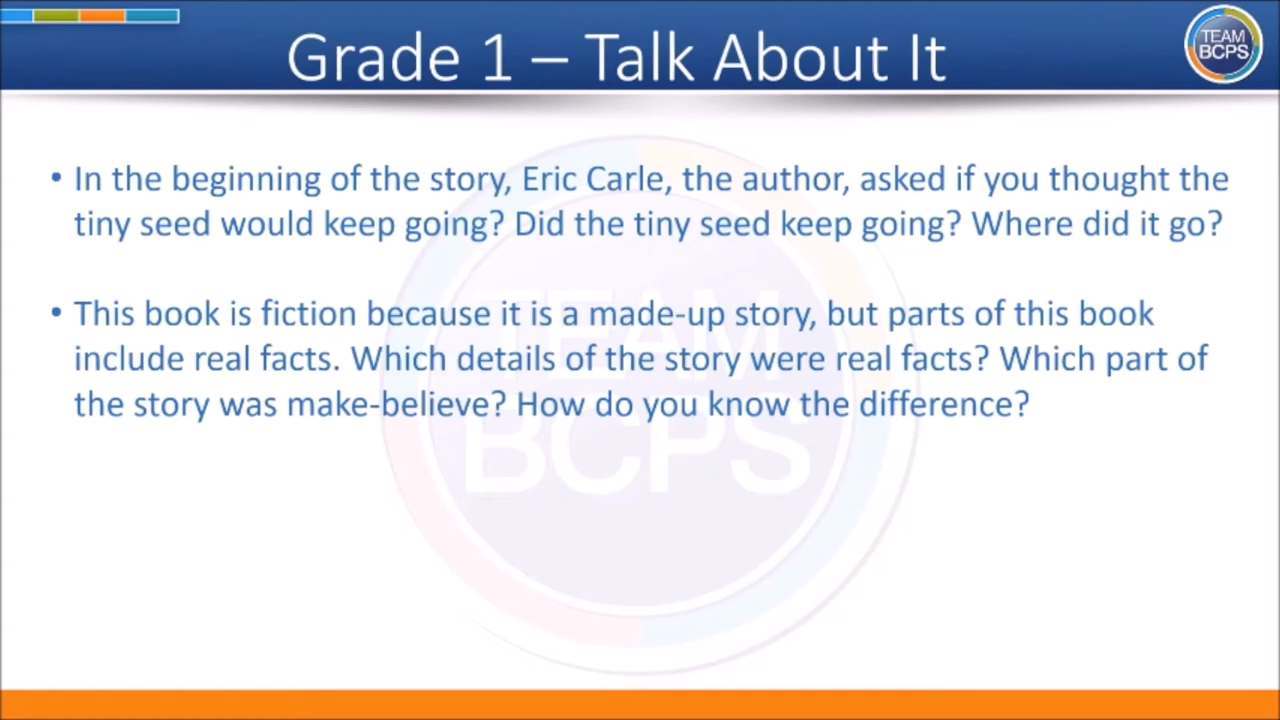 Grade 1 – Talk About It
TEAM
BCPS
• In the beginning of the story, Eric Carle, the author, asked if you thought the
tiny seed would keep going? Did the tiny seed keep going? Where did it go?
• This book is fiction because it is a made-up story, but parts of this book
include real facts. Which details of the story were real facts? Which part of
the story was make-believe? How do you know the difference?
TEAM
BCPS